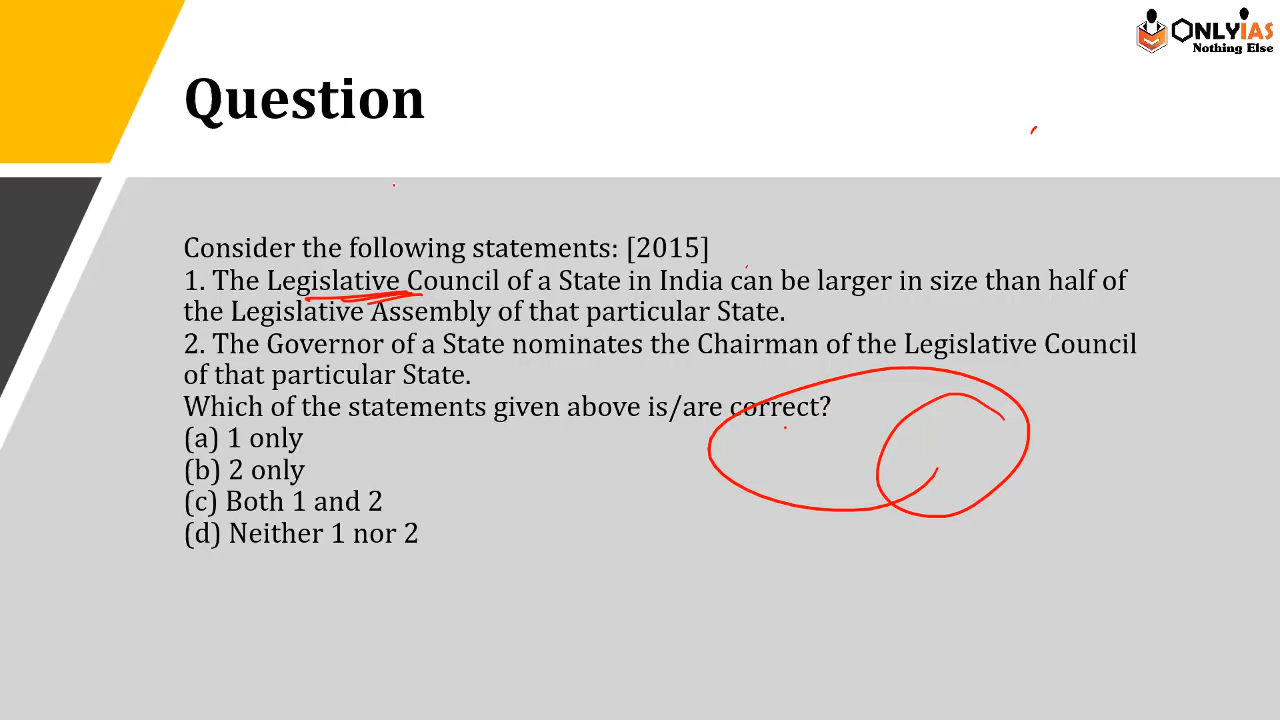 ONLYIAS
Nothing Else
Question
Consider the following statements: [2015]
1. The Legislative Council of a State in India can be larger in size than half of
the Legislative Assembly of that particular State.
2. The Governor of a State nominates the Chairman of the Legislative Council
of that particular State.
Which of the statements given above is/are correct?
(a) 1 only
(b) 2 only
(c) Both 1 and 2
(d) Neither 1 nor 2